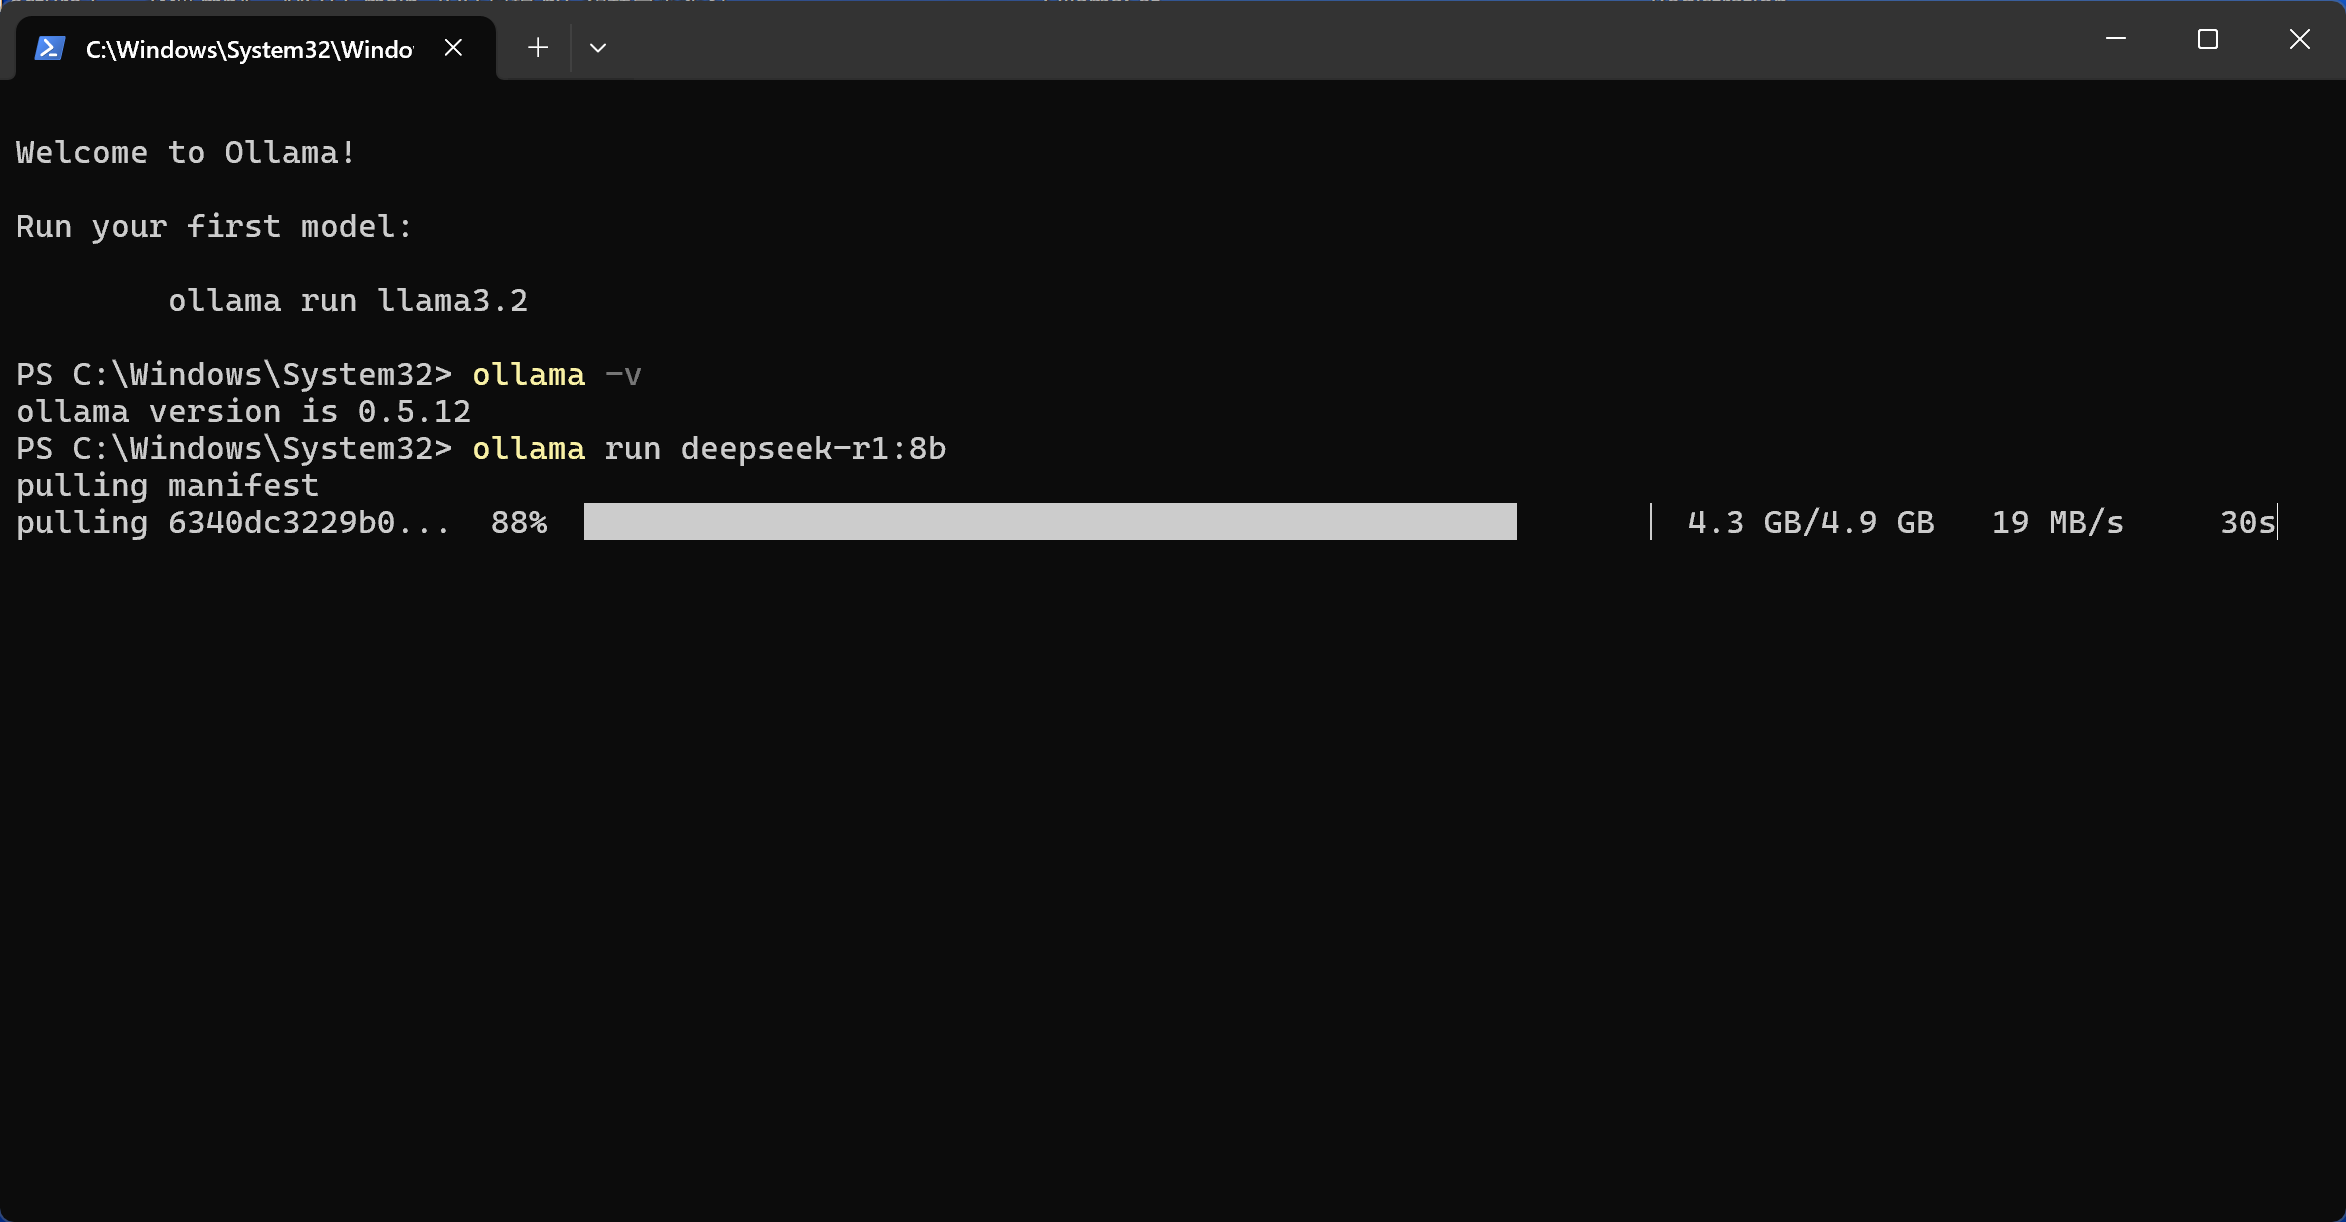 C:\Windows\System32\Windo
Welcome to Ollama!
Run your first model:
ollama run llama3.2
PS C:\Windows\System32> ollama -v
ollama version is 0.5.12
PS C:\Windows\System32> ollama run deepseek-r1:8b
pulling manifest
pulling 6340dc3229b0... 88% 4.3 GB/4.9 GB 19 MB/s 30s